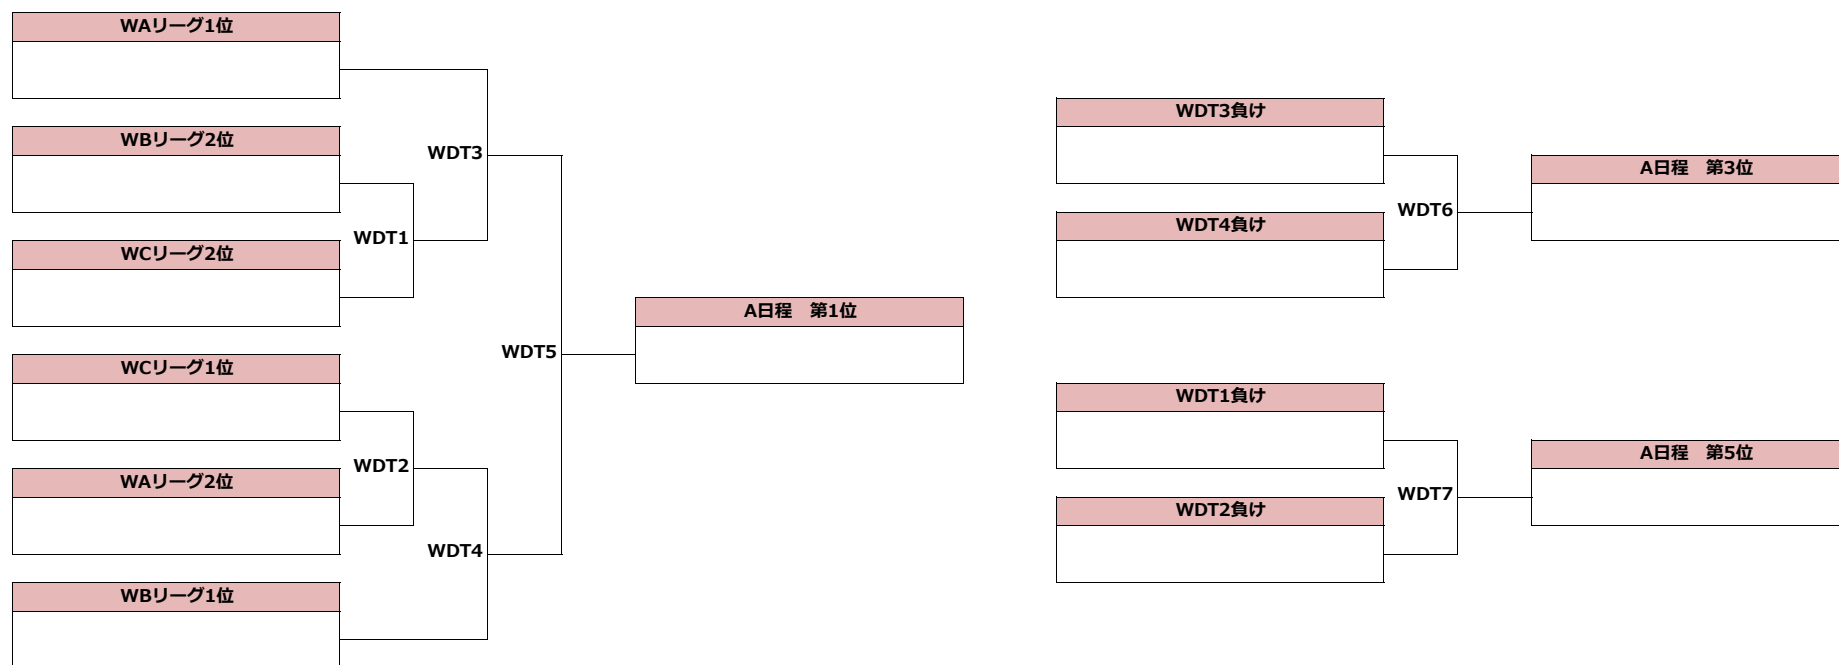 WAリーグ1位
WBリーグ2位
WDT3
WDT1
WCリーグ2位
WCリーグ1位
WDT2
WAリーグ2位
WDT4
WBリーグ1位
WDT5
A日程　第1位
WDT3負け
WDT6
WDT4負け
A日程　第3位
WDT1負け
WDT7
WDT2負け
A日程　第5位